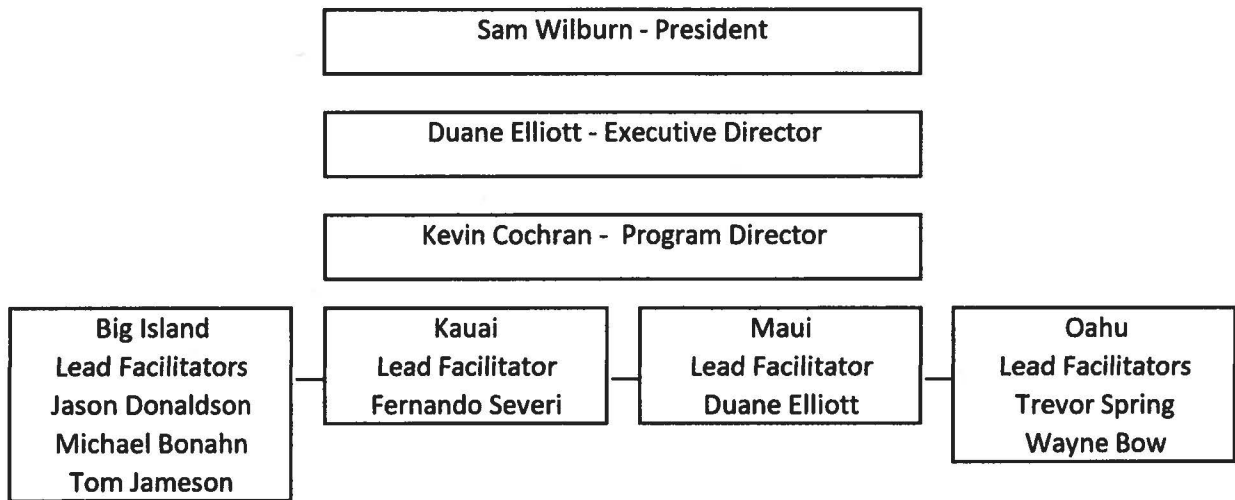 Sam Wilburn - President
Duane Elliott - Executive Director
Kevin Cochran - Program Director
Big Island
Lead Facilitators
Jason Donaldson
Michael Bonahn
Tom Jameson
Kauai
Lead Facilitator
Fernando Severi
Maui
Lead Facilitator
Duane Elliott
Oahu
Lead Facilitators
Trevor Spring
Wayne Bow